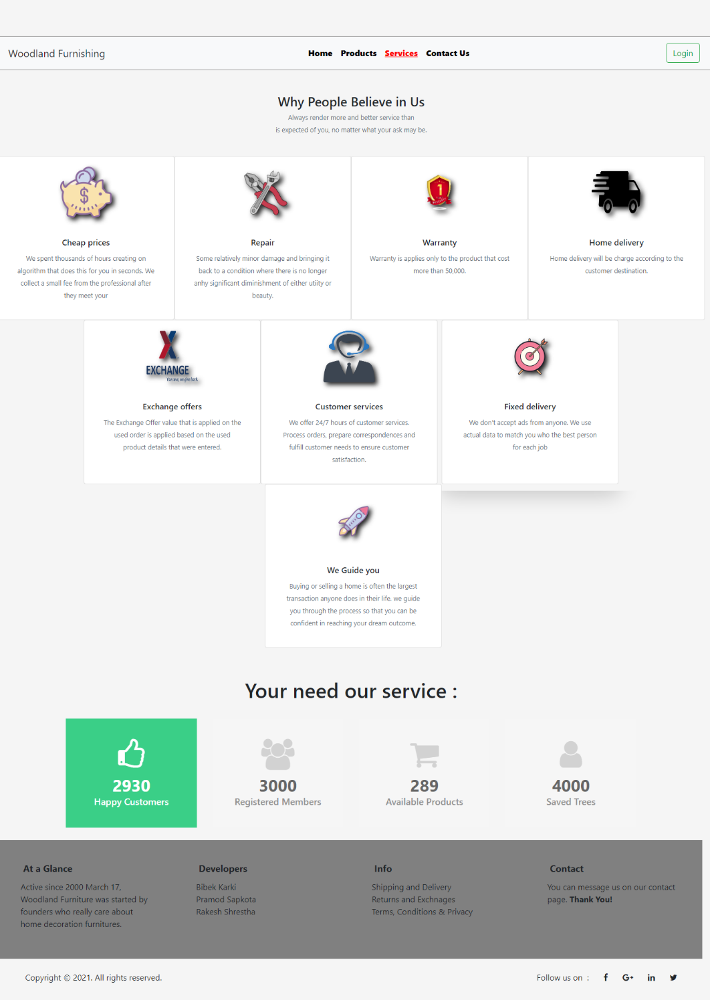 Woodland Furnishing
Home Products Services Contact Us
Login
Why People Believe in Us
Always render more and better service than
is expected of you, no matter what your ask may be.
Cheap prices
We spent thousands of hours creating on
algorithm that does this for you in seconds. We
collect a small fee from the professional after
they meet your
Repair
Some relatively minor damage and bringing it
back to a condition where there is no longer
anhy significant diminishment of either utiity or
beauty.
1
Warranty
Warranty is applies only to the product that cost
more than 50,000.
Home delivery
Home delivery will be charge according to the
customer destination.
X
EXCHANGE
You save, we give back.
Exchange offers
The Exchange Offer value that is applied on the
used order is applied based on the used
product details that were entered.
Customer services
We offer 24/7 hours of customer services.
Process orders, prepare correspondences and
fulfill customer needs to ensure customer
satisfaction.
Fixed delivery
We don't accept ads from anyone. We use
actual data to match you who the best person
for each job
We Guide you
Buying or selling a home is often the largest
transaction anyone does in their life. we guide
you through the process so that you can be
confident in reaching your dream outcome.
Your need our service :
2930
Happy Customers
3000
Registered Members
289
Available Products
4000
Saved Trees
At a Glance
Active since 2000 March 17,
Woodland Furniture was started by
founders who really care about
home decoration furnitures.
Developers
Bibek Karki
Pramod Sapkota
Rakesh Shrestha
Info
Shipping and Delivery
Returns and Exchnages
Terms, Conditions & Privacy
Contact
You can message us on our contact
page. Thank You!
Copyright © 2021. All rights reserved.
Follow us on :